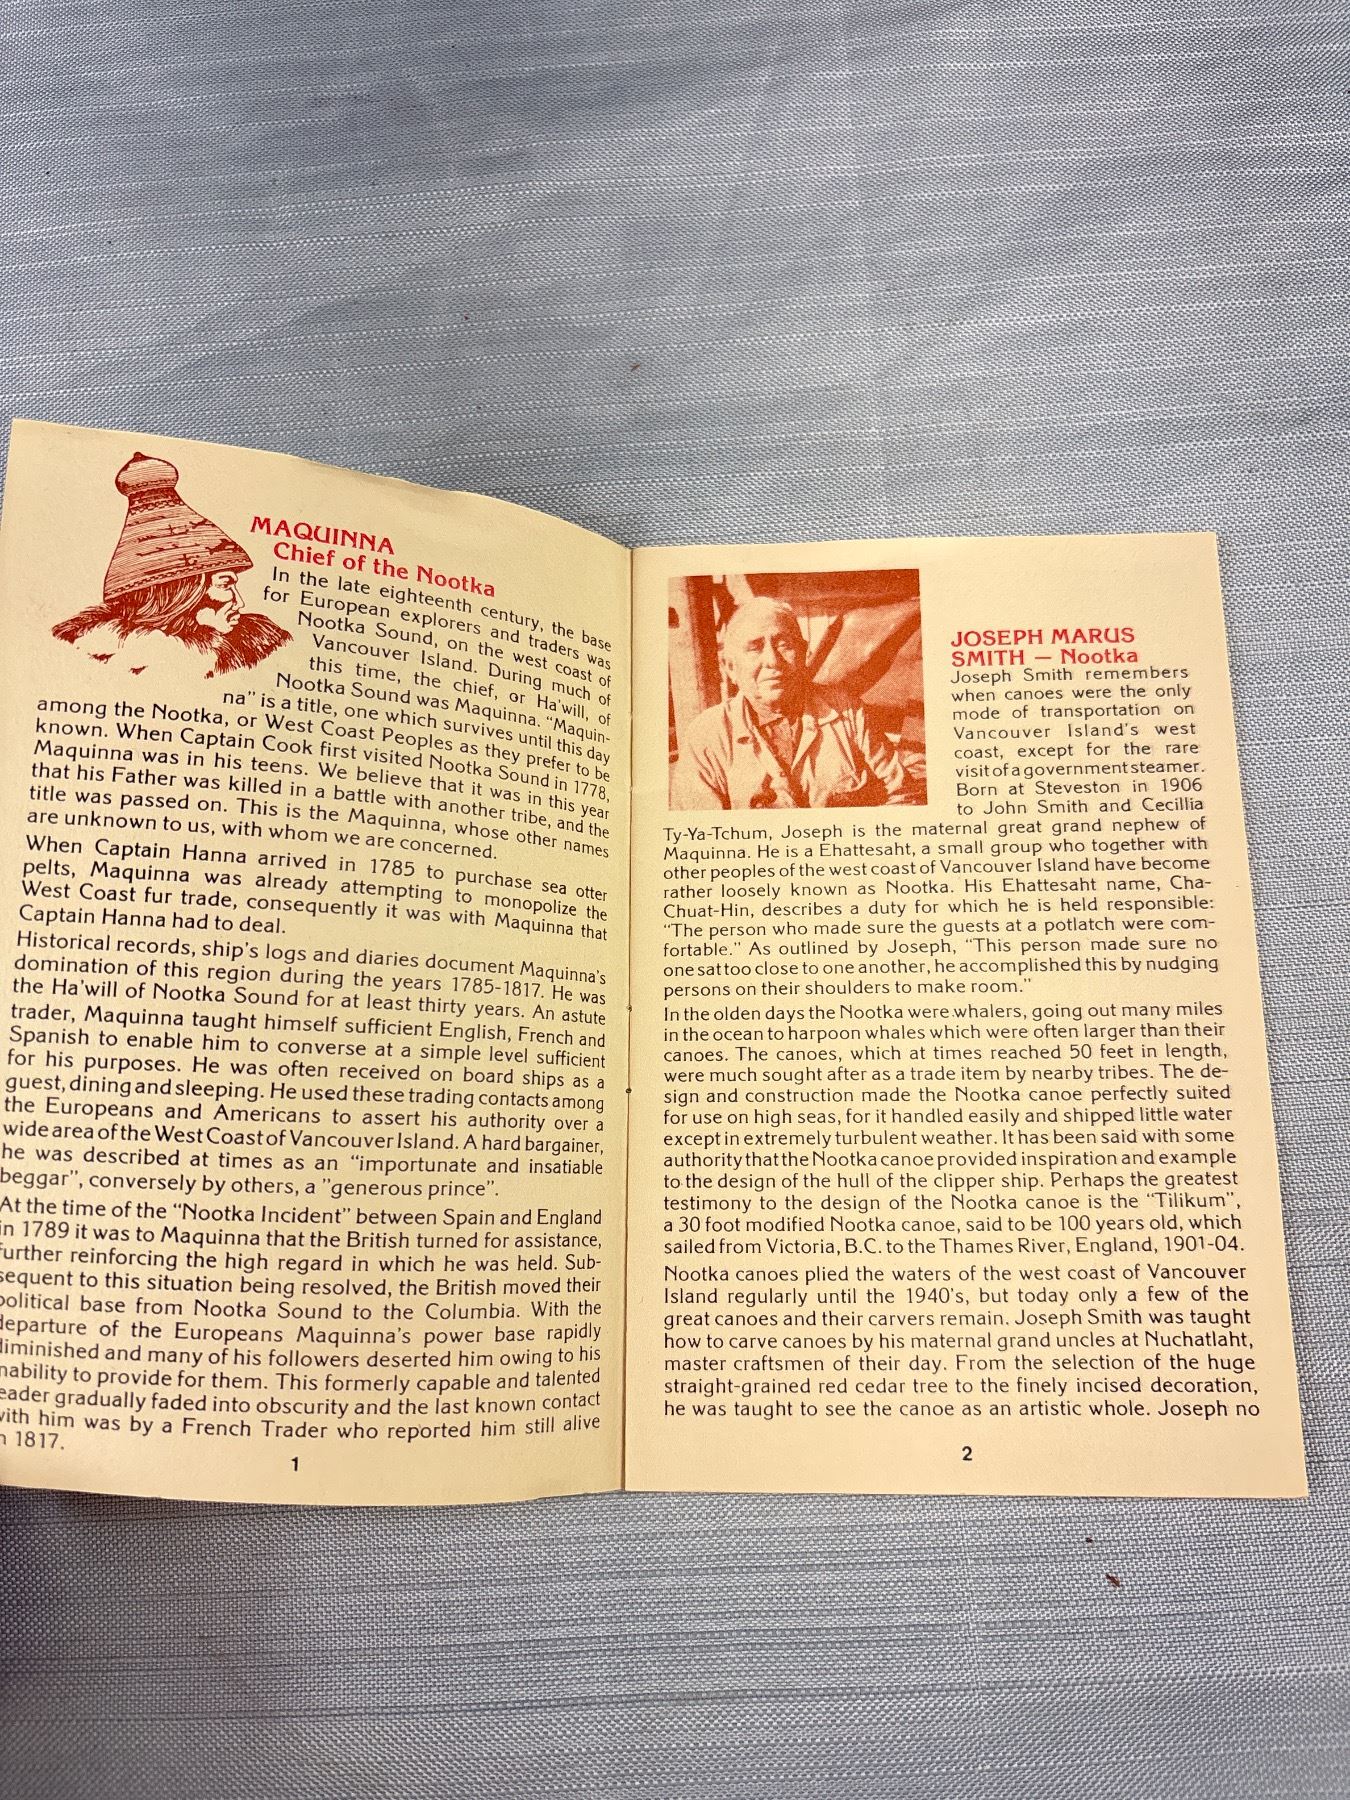 MAQUINNA
Chief of the Nootka
In the late eighteenth century, the base
for European explorers and traders was
Nootka Sound, on the west coast of
Vancouver Island. During much of
this time, the chief, or Ha'will, of
Nootka Sound was Maquinna. "Maquin-
na" is a title, one which survives until this day
among the Nootka, or West Coast Peoples as they prefer to be
known. When Captain Cook first visited Nootka Sound in 1778,
Maquinna was in his teens. We believe that it was in this year
that his Father was killed in a battle with another tribe, and the
title was passed on. This is the Maquinna, whose other names
are unknown to us, with whom we are concerned.
When Captain Hanna arrived in 1785 to purchase sea otter
pelts, Maquinna was already attempting to monopolize the
West Coast fur trade, consequently it was with Maquinna that
Captain Hanna had to deal.
Historical records, ship's logs and diaries document Maquinna's
domination of this region during the years 1785-1817. He was
the Ha'will of Nootka Sound for at least thirty years. An astute
trader, Maquinna taught himself sufficient English, French and
Spanish to enable him to converse at a simple level sufficient
for his purposes. He was often received on board ships as a
guest, dining and sleeping. He used these trading contacts among
the Europeans and Americans to assert his authority over a
wide area of the West Coast of Vancouver Island. A hard bargainer,
he was described at times as an "importunate and insatiable
beggar", conversely by others, a "generous prince".
At the time of the "Nootka Incident" between Spain and England
in 1789 it was to Maquinna that the British turned for assistance,
further reinforcing the high regard in which he was held. Sub-
sequent to this situation being resolved, the British moved their
political base from Nootka Sound to the Columbia. With the
departure of the Europeans Maquinna's power base rapidly
diminished and many of his followers deserted him owing to his
nability to provide for them. This formerly capable and talented
eader gradually faded into obscurity and the last known contact
with him was by a French Trader who reported him still alive
n 1817.
1
JOSEPH MARUS
SMITH — Nootka
Joseph Smith remembers
when canoes were the only
mode of transportation on
Vancouver Island's west
coast, except for the rare
visit of a government steamer.
Born at Steveston in 1906
to John Smith and Cecillia
Ty-Ya-Tchum, Joseph is the maternal great grand nephew of
Maquinna. He is a Ehattesaht, a small group who together with
other peoples of the west coast of Vancouver Island have become
rather loosely known as Nootka. His Ehattesaht name, Cha-
Chuat-Hin, describes a duty for which he is held responsible:
"The person who made sure the guests at a potlatch were com-
fortable." As outlined by Joseph, "This person made sure no
one sat too close to one another, he accomplished this by nudging
persons on their shoulders to make room."
In the olden days the Nootka were whalers, going out many miles
in the ocean to harpoon whales which were often larger than their
canoes. The canoes, which at times reached 50 feet in length,
were much sought after as a trade item by nearby tribes. The de-
sign and construction made the Nootka canoe perfectly suited
for use on high seas, for it handled easily and shipped little water
except in extremely turbulent weather. It has been said with some
authority that the Nootka canoe provided inspiration and example
to the design of the hull of the clipper ship. Perhaps the greatest
testimony to the design of the Nootka canoe is the "Tilikum",
a 30 foot modified Nootka canoe, said to be 100 years old, which
sailed from Victoria, B.C. to the Thames River, England, 1901-04.
Nootka canoes plied the waters of the west coast of Vancouver
Island regularly until the 1940's, but today only a few of the
great canoes and their carvers remain. Joseph Smith was taught
how to carve canoes by his maternal grand uncles at Nuchatlaht,
master craftsmen of their day. From the selection of the huge
straight-grained red cedar tree to the finely incised decoration,
he was taught to see the canoe as an artistic whole. Joseph no
2